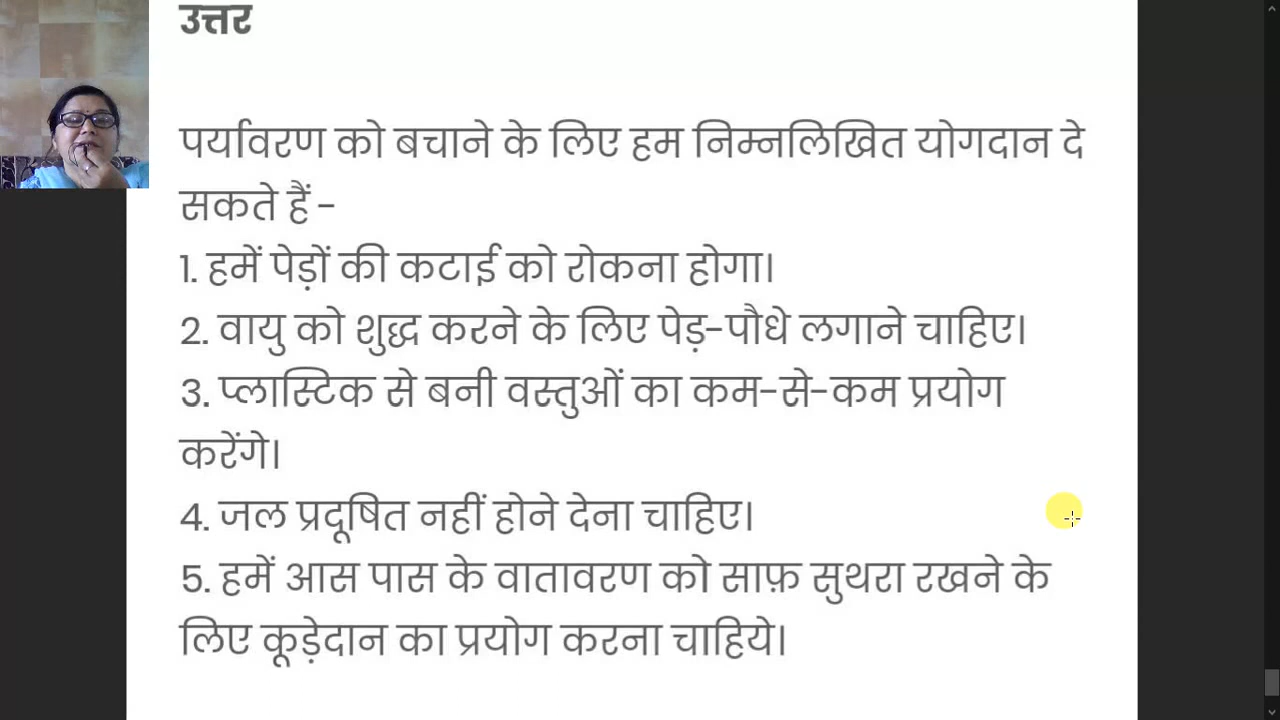 उत्तर
पर्यावरण को बचाने के लिए हम निम्नलिखित योगदान दे
सकते हैं -
1. हमें पेड़ों की कटाई को रोकना होगा।
2. वायु को शुद्ध करने के लिए पेड़-पौधे लगाने चाहिए।
3. प्लास्टिक से बनी वस्तुओं का कम-से-कम प्रयोग
करेंगे।
4. जल प्रदूषित नहीं होने देना चाहिए।
5. हमें आस पास के वातावरण को साफ़ सुथरा रखने के
लिए कूड़ेदान का प्रयोग करना चाहिये।